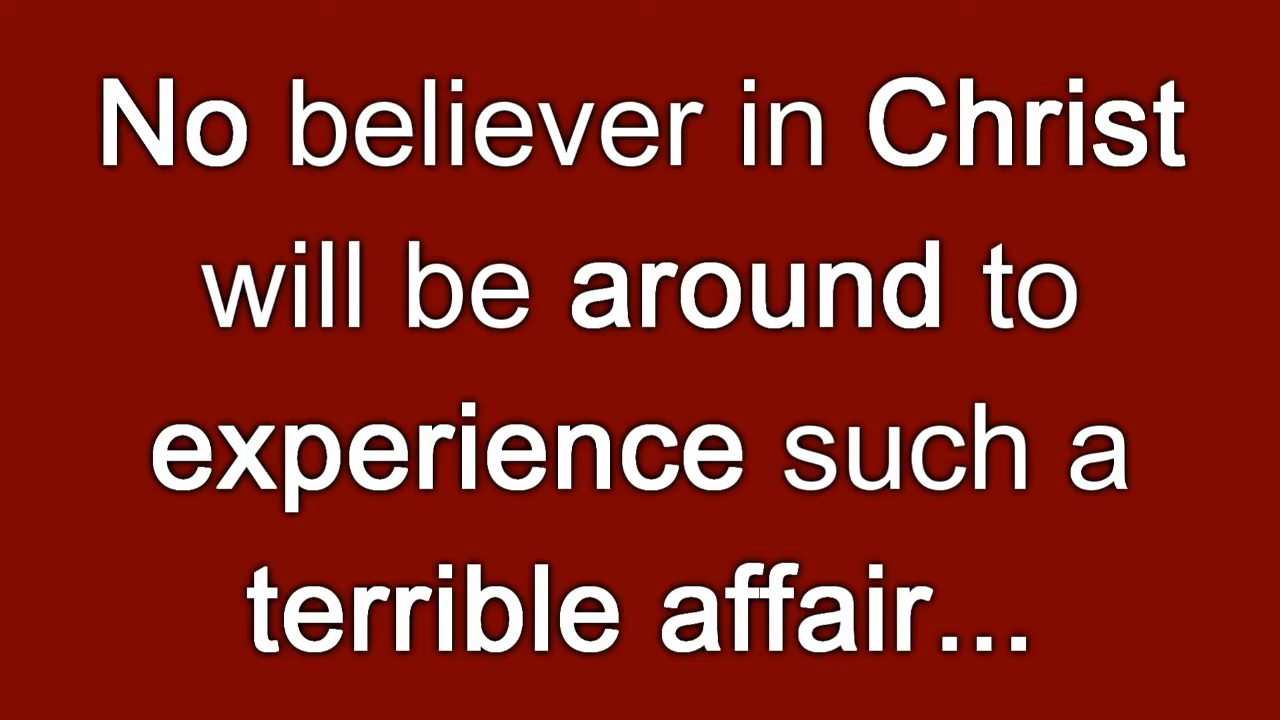 No believer in Christ
will be around to
experience such a
terrible affair...